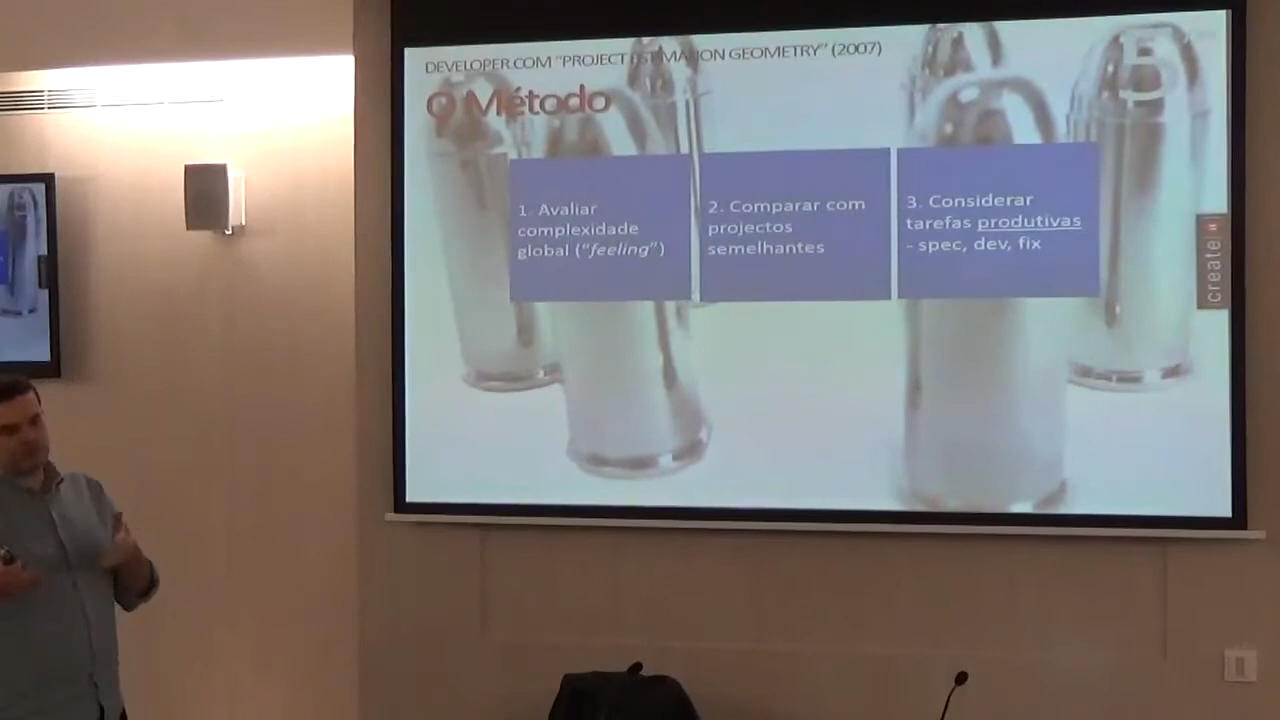 DEVELOPER.COM "PROJECT ESTIMATION GEOMETRY" (2007)
O Método
1. Avaliar
complexidade
global ("feeling")
2. Comparar com
projectos
semelhantes
3. Considerar
tarefas produtivas
- spec, dev, fix
create it